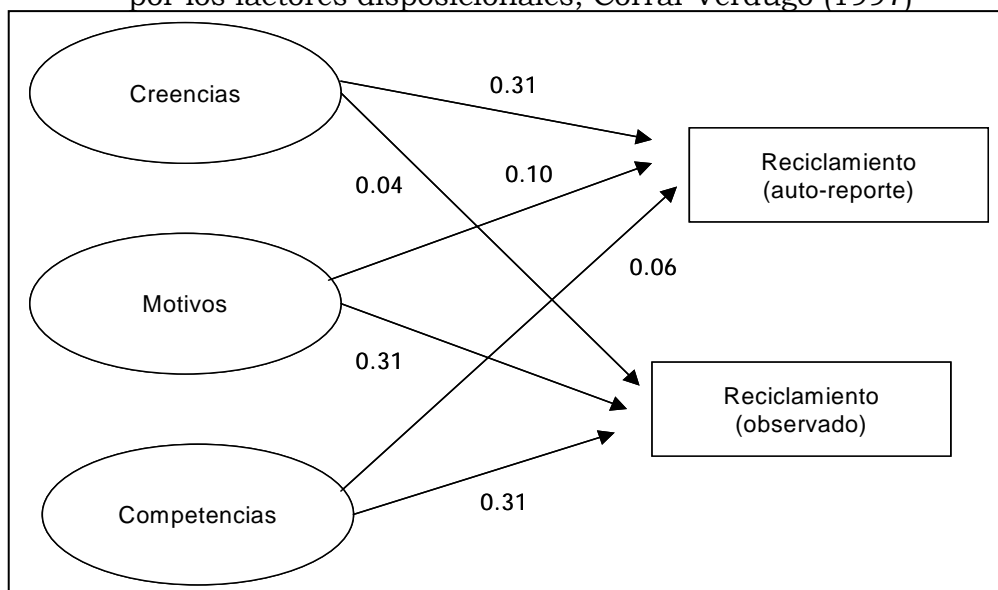 por los factores disposicionales, Corral Verdugo (1997)
Creencias
0.31
Reciclamiento
(auto-reporte)
0.04
0.10
0.06
Motivos
0.31
Reciclamiento
(observado)
Competencias
0.31